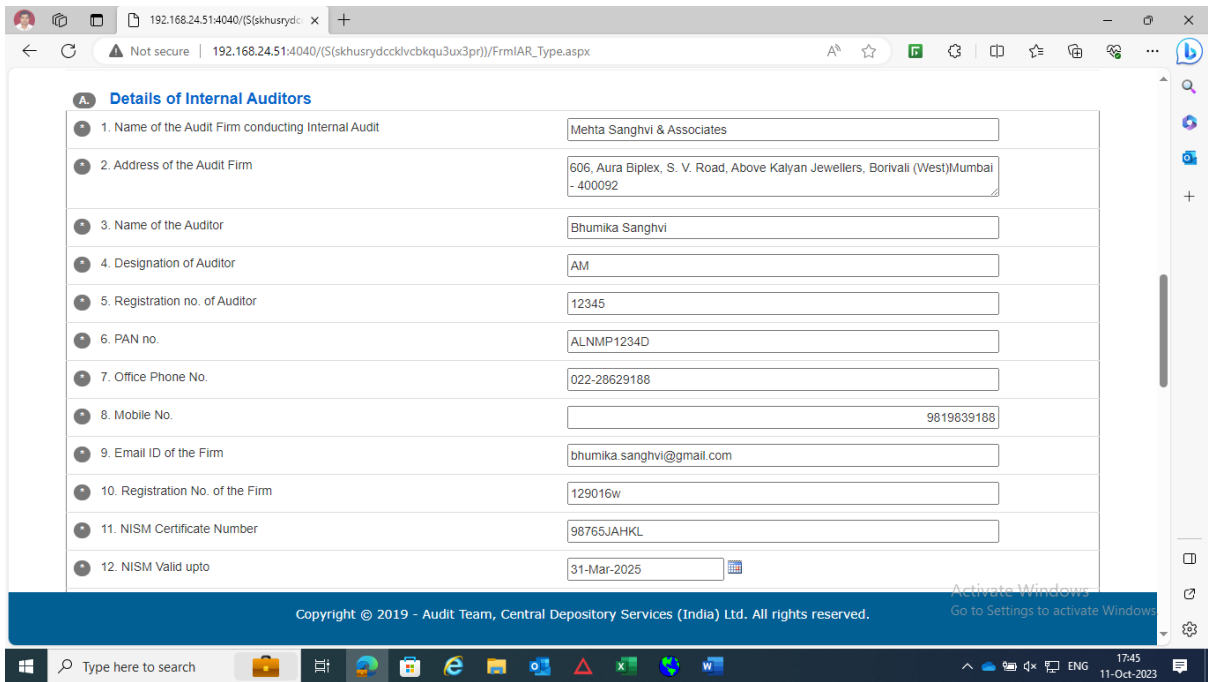 192.168.24.51:4040/(S(skhusrydc
Not secure | 192.168.24.51:4040/(S(skhusrydccklvcbkqu3ux3pr))/FrmIAR_Type.aspx
A. Details of Internal Auditors
* 1. Name of the Audit Firm conducting Internal Audit Mehta Sanghvi & Associates
* 2. Address of the Audit Firm 606, Aura Biplex, S. V. Road, Above Kalyan Jewellers, Borivali (West)Mumbai
- 400092
* 3. Name of the Auditor Bhumika Sanghvi
* 4. Designation of Auditor AM
* 5. Registration no. of Auditor 12345
* 6. PAN no. ALNMP1234D
* 7. Office Phone No. 022-28629188
* 8. Mobile No. 9819839188
* 9. Email ID of the Firm bhumika.sanghvi@gmail.com
* 10. Registration No. of the Firm 129016w
* 11. NISM Certificate Number 98765JAHKL
* 12. NISM Valid upto 31-Mar-2025
Activate Windows
Go to Settings to activate Windows
Copyright © 2019 - Audit Team, Central Depository Services (India) Ltd. All rights reserved.
Type here to search
ENG
17:45
11-Oct-2023